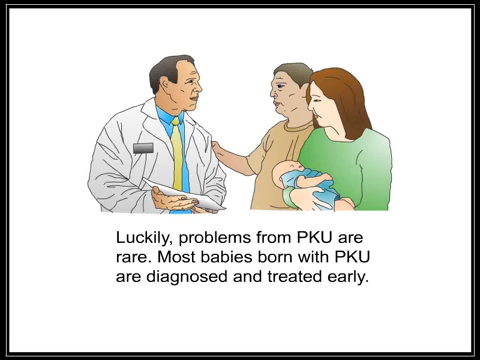 Luckily, problems from PKU are
rare. Most babies born with PKU
are diagnosed and treated early.